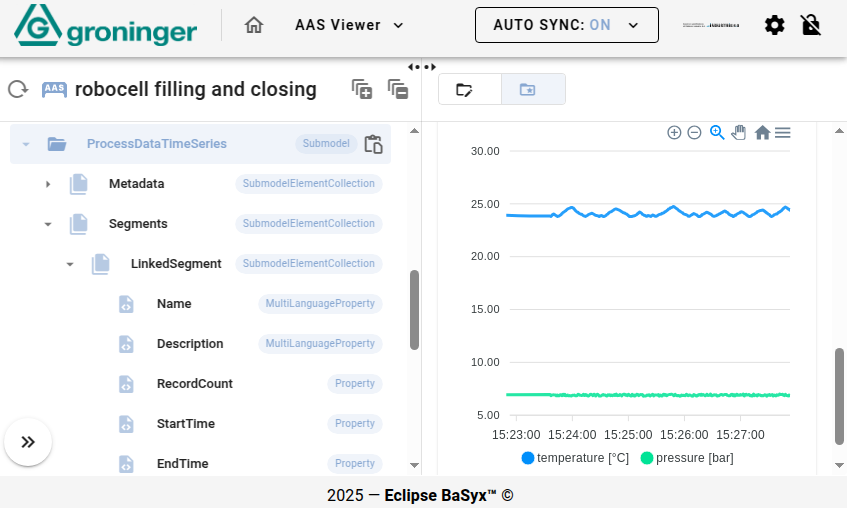 groninger
AAS Viewer
AUTO SYNC: ON
AAS
robocell filling and closing
ProcessDataTimeSeries
Submodel
Metadata
SubmodelElementCollection
Segments
SubmodelElementCollection
LinkedSegment
SubmodelElementCollection
Name
MultiLanguageProperty
Description
MultiLanguageProperty
RecordCount
Property
StartTime
Property
EndTime
Property
30.00
25.00
20.00
15.00
10.00
5.00
15:23:00 15:24:00 15:25:00 15:26:00 15:27:00
temperature [°C] pressure [bar]
2025 — Eclipse BaSyx™ ©